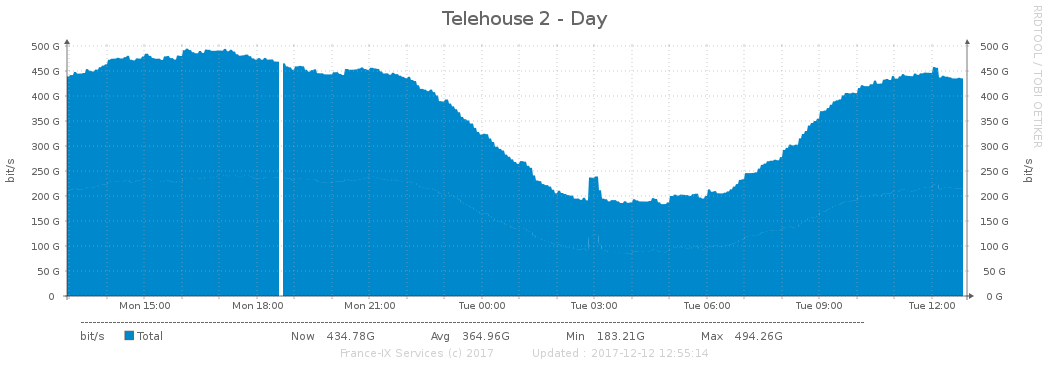 Telehouse 2 - Day
RRDTOOL / TOBI OETIKER
500 G 500 G
450 G 450 G
400 G 400 G
350 G 350 G
300 G 300 G
250 G 250 G
200 G 200 G
150 G 150 G
100 G 100 G
50 G 50 G
0 0 G
bit/s bit/s
Mon 15:00 Mon 18:00 Mon 21:00 Tue 00:00 Tue 03:00 Tue 06:00 Tue 09:00 Tue 12:00
bit/s Total Now 434.78G Avg 364.96G Min 183.21G Max 494.26G
France-IX Services (c) 2017 Updated : 2017-12-12 12:55:14